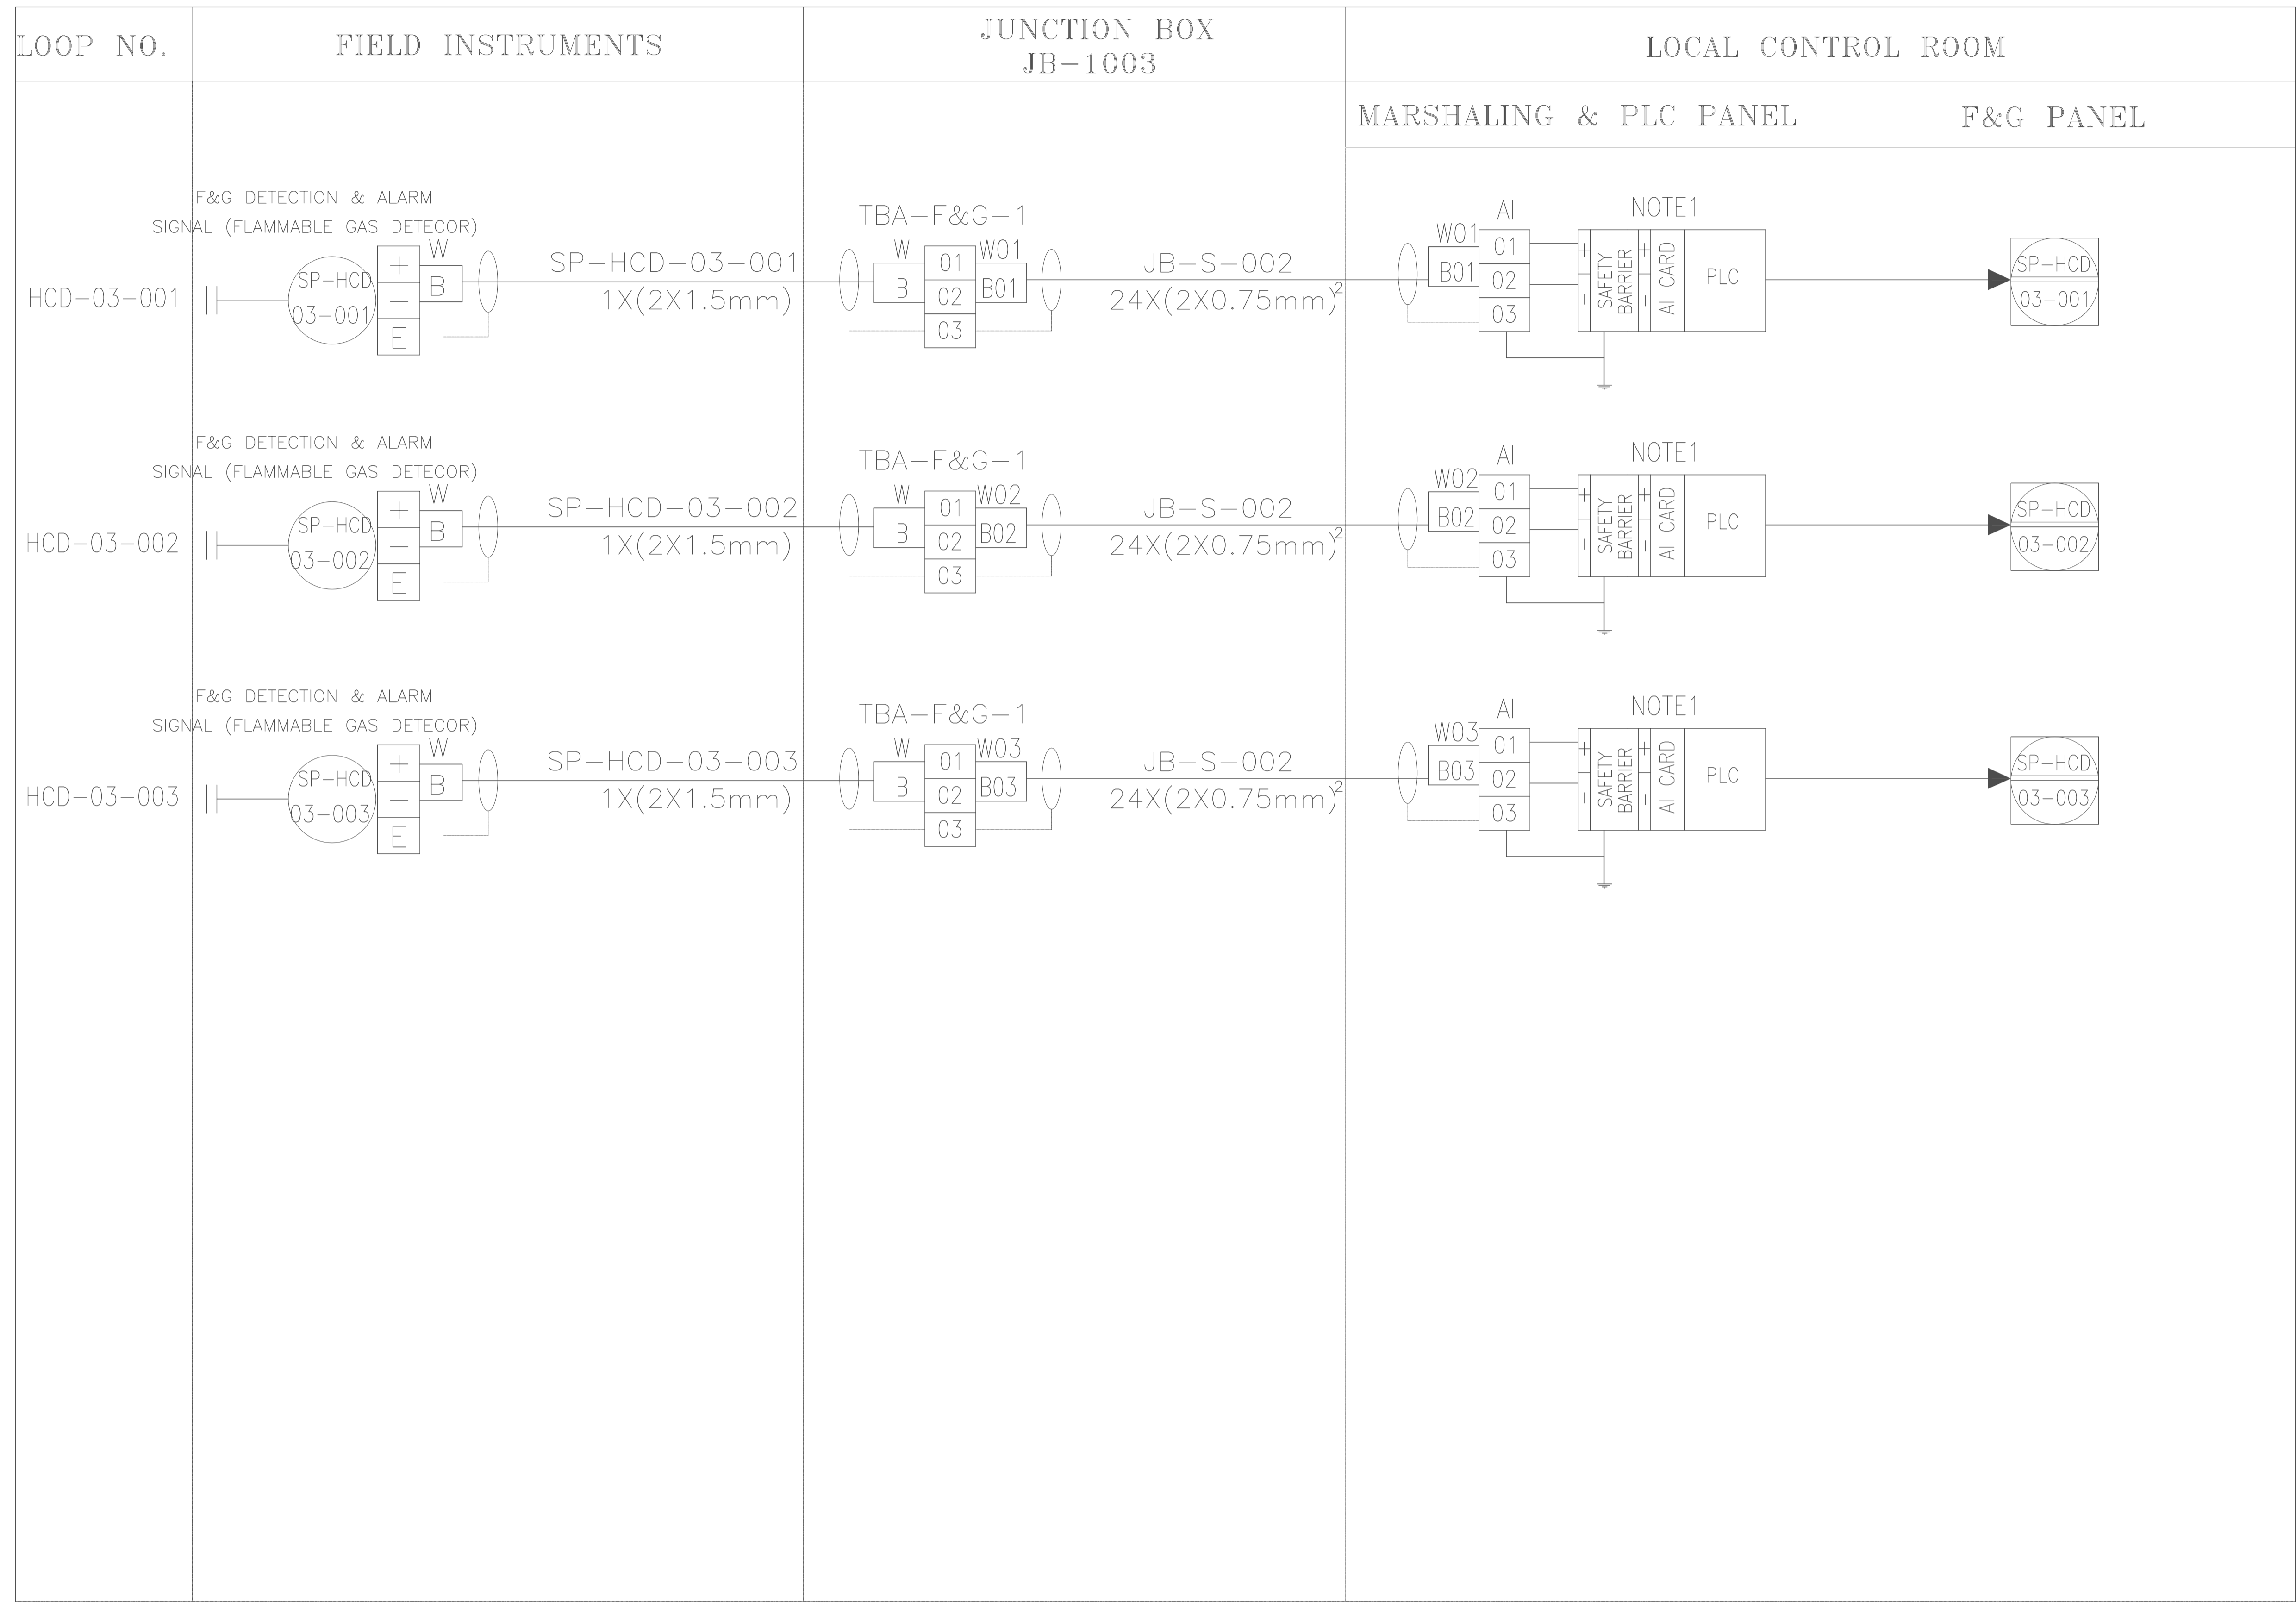 LOOP NO.
FIELD INSTRUMENTS
JUNCTION BOX
JB-1003
LOCAL CONTROL ROOM
MARSHALING & PLC PANEL
F&G PANEL
HCD-03-001
F&G DETECTION & ALARM
SIGNAL (FLAMMABLE GAS DETECOR)
SP-HCD
03-001
+
-
E
W
B
SP-HCD-03-001
1X(2X1.5mm)
TBA-F&G-1
W
B
01
02
03
W01
B01
JB-S-002
24X(2X0.75mm)²
W01
B01
AI
01
02
03
NOTE1
+
-
SAFETY
BARRIER
+
-
AI CARD
PLC
SP-HCD
03-001
HCD-03-002
F&G DETECTION & ALARM
SIGNAL (FLAMMABLE GAS DETECOR)
SP-HCD
03-002
+
-
E
W
B
SP-HCD-03-002
1X(2X1.5mm)
TBA-F&G-1
W
B
01
02
03
W02
B02
JB-S-002
24X(2X0.75mm)²
W02
B02
AI
01
02
03
NOTE1
+
-
SAFETY
BARRIER
+
-
AI CARD
PLC
SP-HCD
03-002
HCD-03-003
F&G DETECTION & ALARM
SIGNAL (FLAMMABLE GAS DETECOR)
SP-HCD
03-003
+
-
E
W
B
SP-HCD-03-003
1X(2X1.5mm)
TBA-F&G-1
W
B
01
02
03
W03
B03
JB-S-002
24X(2X0.75mm)²
W03
B03
AI
01
02
03
NOTE1
+
-
SAFETY
BARRIER
+
-
AI CARD
PLC
SP-HCD
03-003